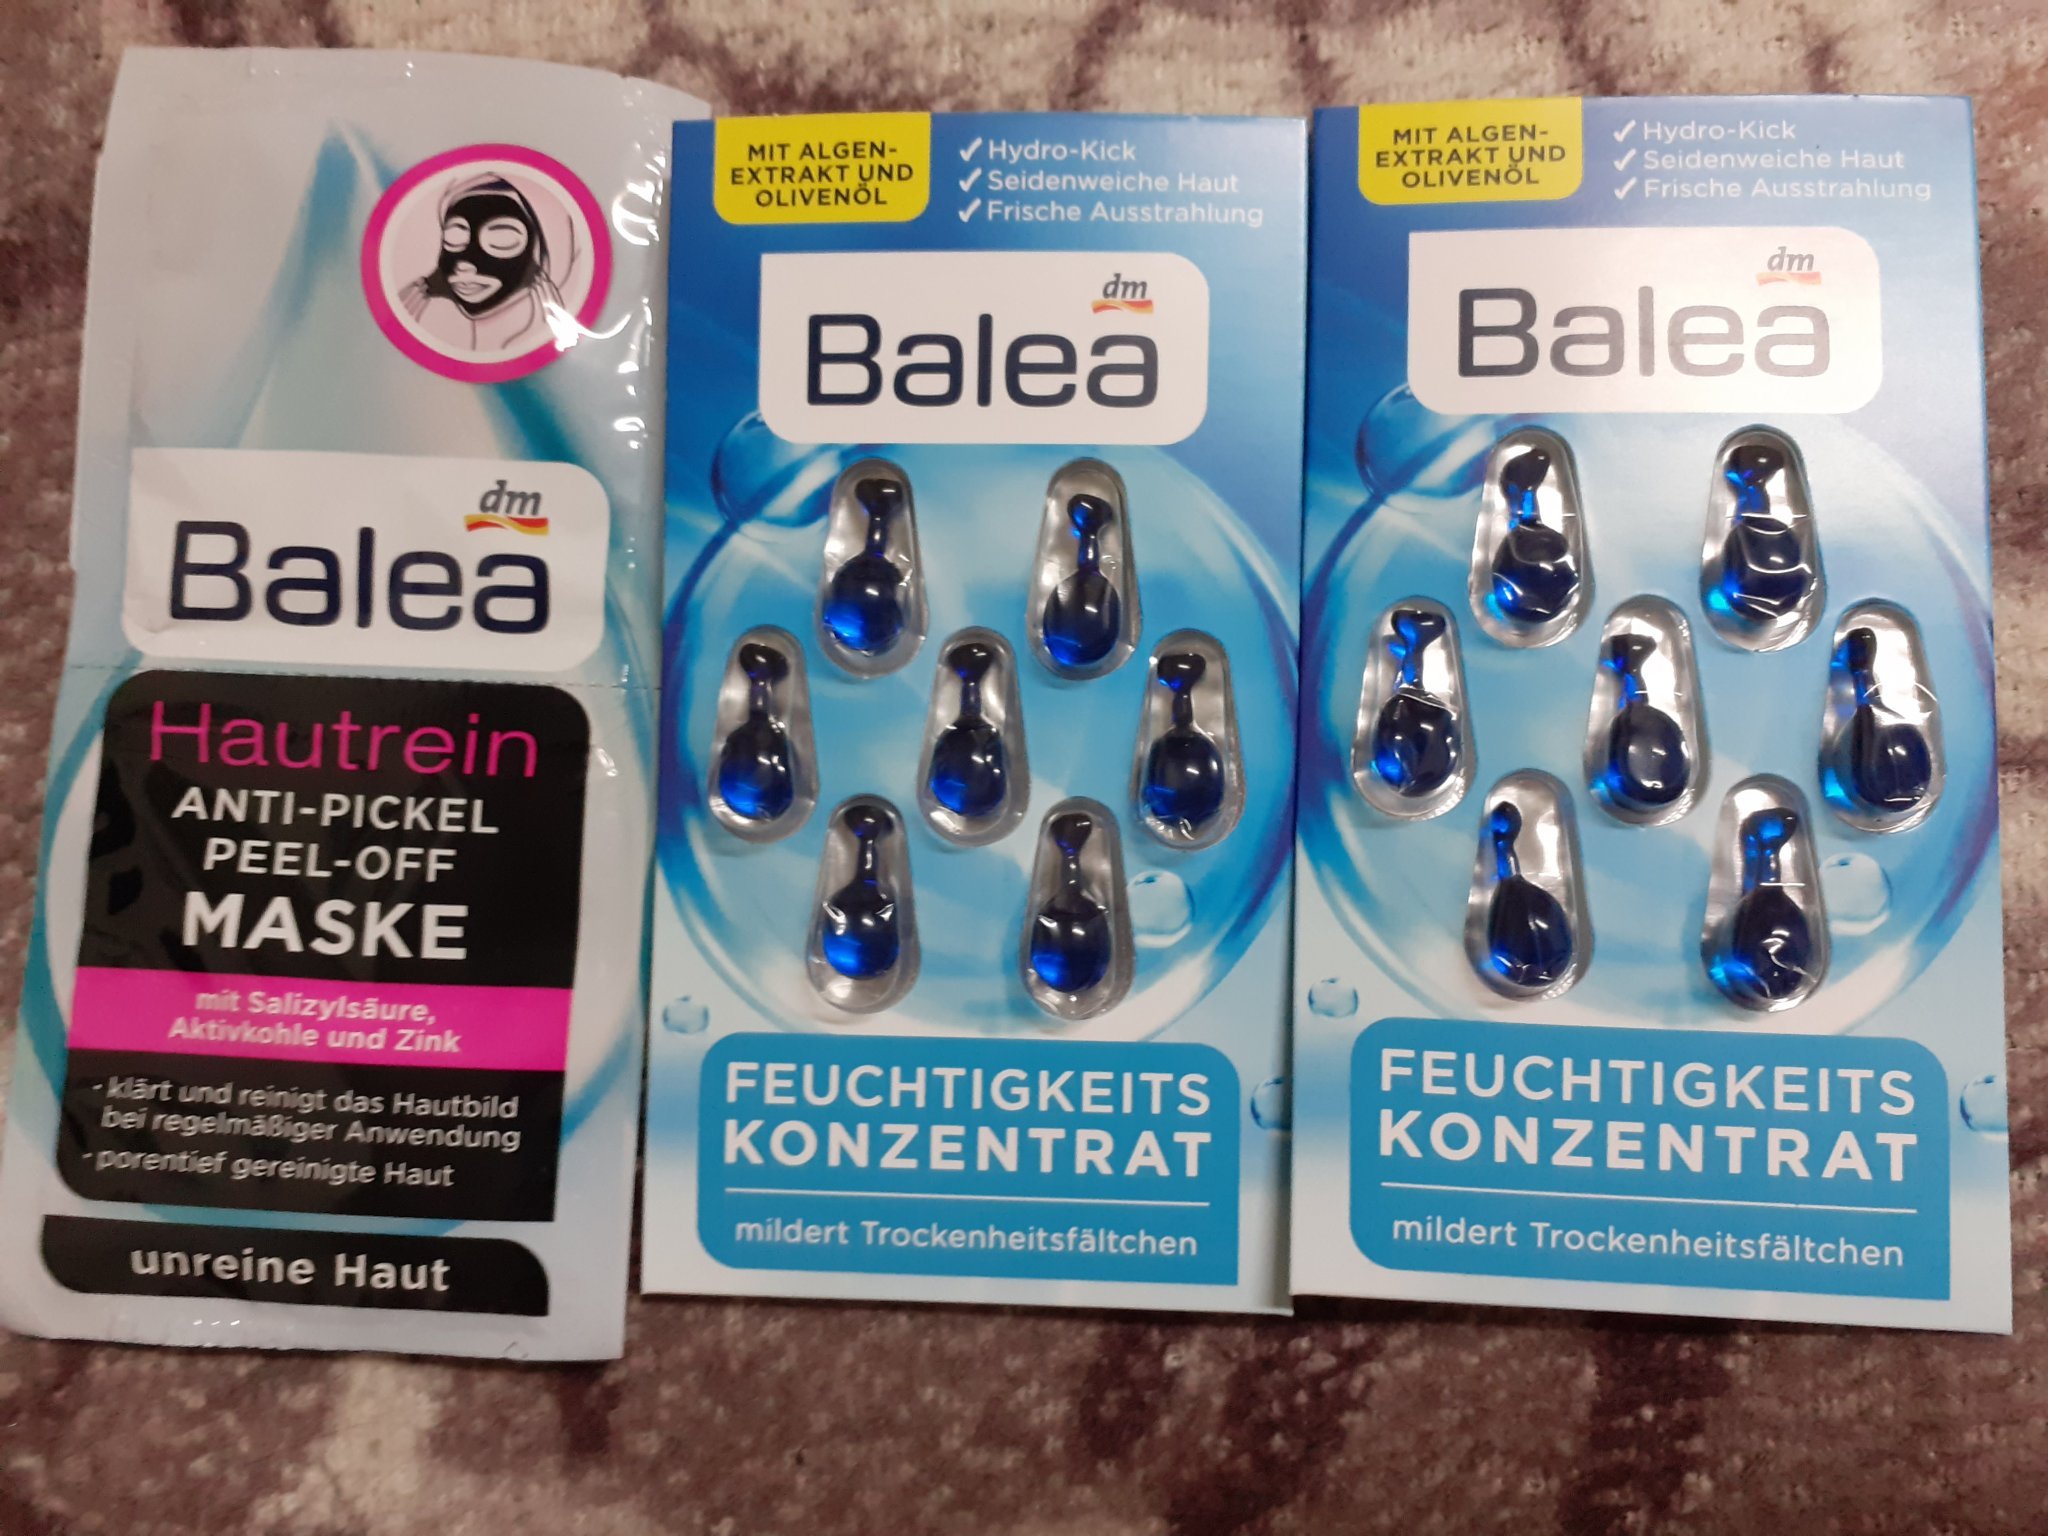 dm
Balea
Hautrein
ANTI-PICKEL
PEEL-OFF
MASKE
mit Salizylsäure,
Aktivkohle und Zink
- klärt und reinigt das Hautbild
bei regelmäßiger Anwendung
- porentief gereinigte Haut
unreine Haut
MIT ALGEN-
EXTRAKT UND
OLIVENÖL
✓ Hydro-Kick
✓ Seidenweiche Haut
✓ Frische Ausstrahlung
dm
Balea
FEUCHTIGKEITS
KONZENTRAT
mildert Trockenheitsfältchen
MIT ALGEN-
EXTRAKT UND
OLIVENÖL
✓ Hydro-Kick
✓ Seidenweiche Haut
✓ Frische Ausstrahlung
dm
Balea
FEUCHTIGKEITS
KONZENTRAT
mildert Trockenheitsfältchen